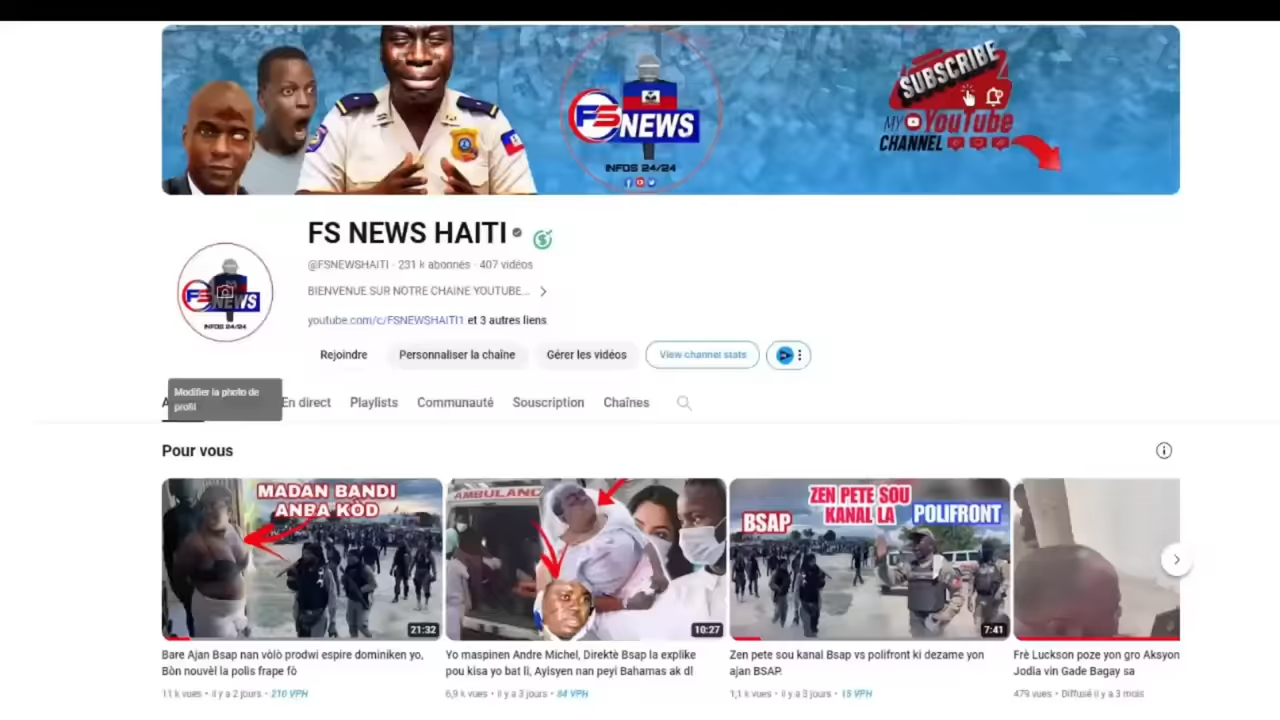 SUBSCRIBE
MY YouTube
CHANNEL
FS NEWS
INFOS 24/24
FS NEWS HAITI
@FSNEWSHAITI · 231 k abonnés · 407 vidéos
BIENVENUE SUR NOTRE CHAINE YOUTUBE...
youtube.com/c/FSNEWSHAITI1 et 3 autres liens
FS NEWS
INFOS 24/24
Rejoindre
Personnaliser la chaîne
Gérer les vidéos
View channel stats
Modifier la photo de
profil
En direct
Playlists
Communauté
Souscription
Chaînes
Pour vous
MADAN BANDI
ANBA KÒD
21:32
AMBULANC
10:27
ZEN PETE SOU
KANAL LA
BSAP
POLIFRONT
7:41
Bare Ajan Bsap nan vòlò prodwi espire dominiken yo,
Bòn nouvèl la polis frape fò
11 k vues · il y a 2 jours · 210 VPH
Yo maspinen Andre Michel, Direktè Bsap la eksplike
pou kisa yo bat li, Ayisyen nan peyi Bahamas ak d!
6,9 k vues · il y a 3 jours · 84 VPH
Zen pete sou kanal Bsap vs polifront ki dezame yon
ajan BSAP.
1,1 k vues · il y a 3 jours · 15 VPH
Frè Luckson poze yon gro Aksyon
Jodia vin Gade Bagay sa
479 vues · Diffusé il y a 3 mois